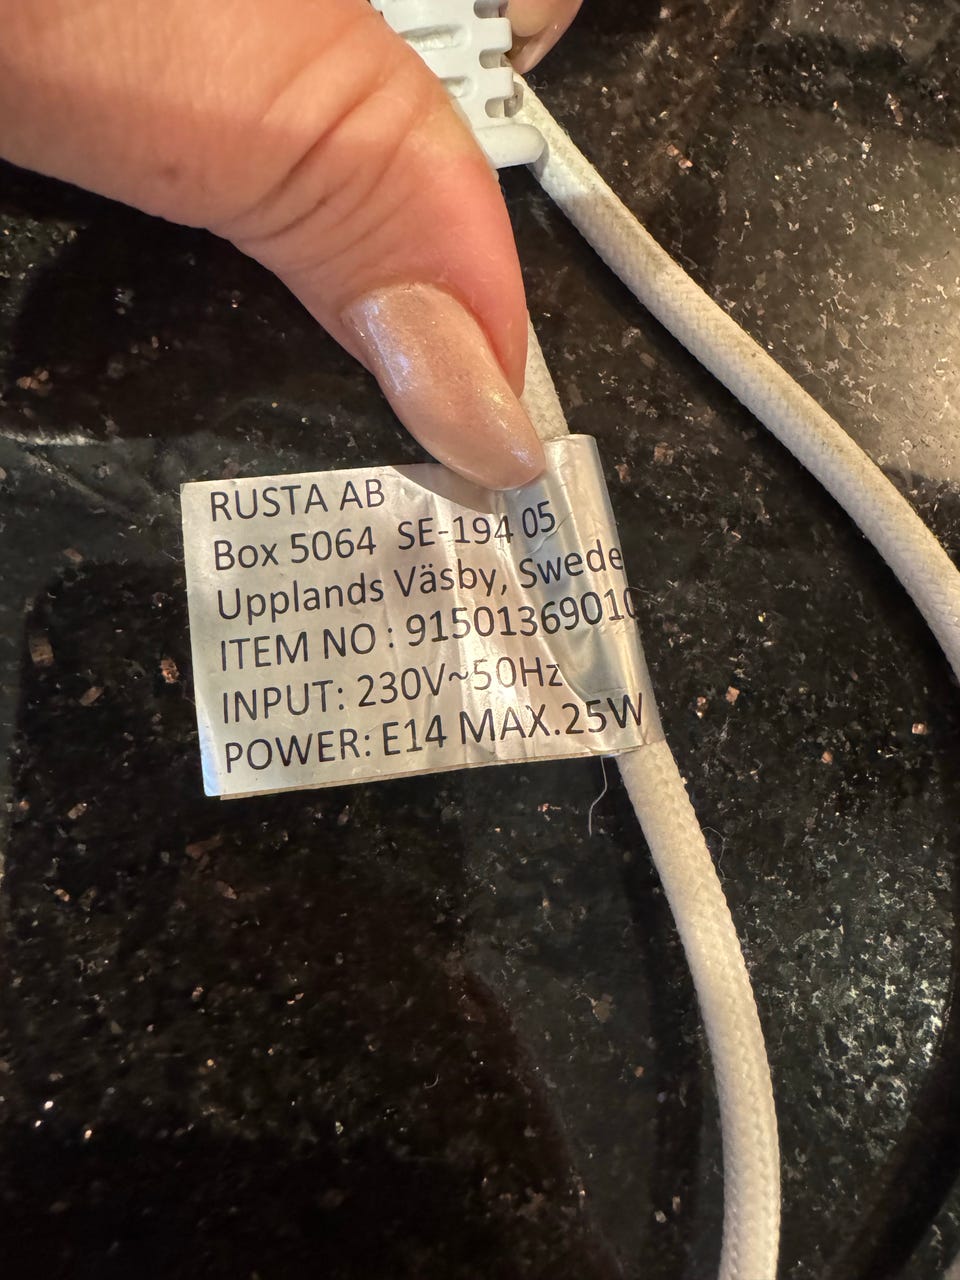 RUSTA AB
Box 5064 SE-194 05
Upplands Väsby, Swede
ITEM NO : 91501369010
INPUT: 230V~50Hz
POWER: E14 MAX.25W